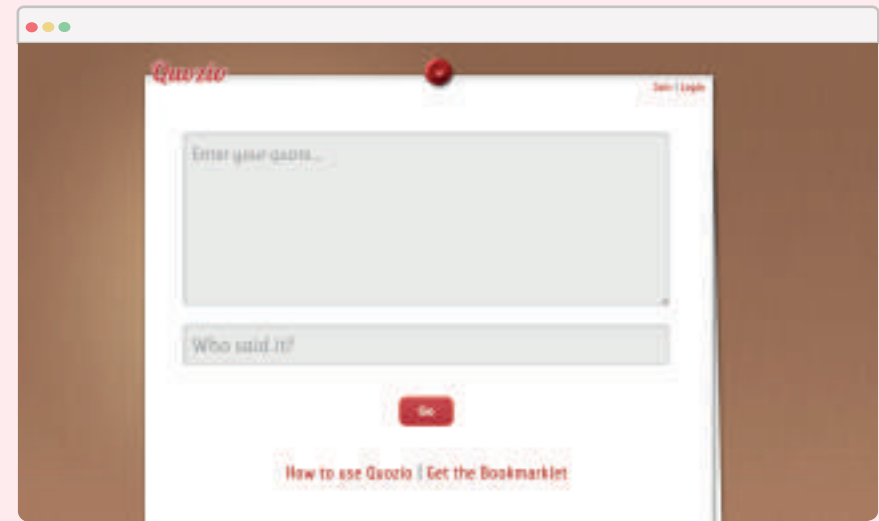 Quozio
Join | Login
Enter your quote...
Who said it?
Go
How to use Quozio | Get the Bookmarklet